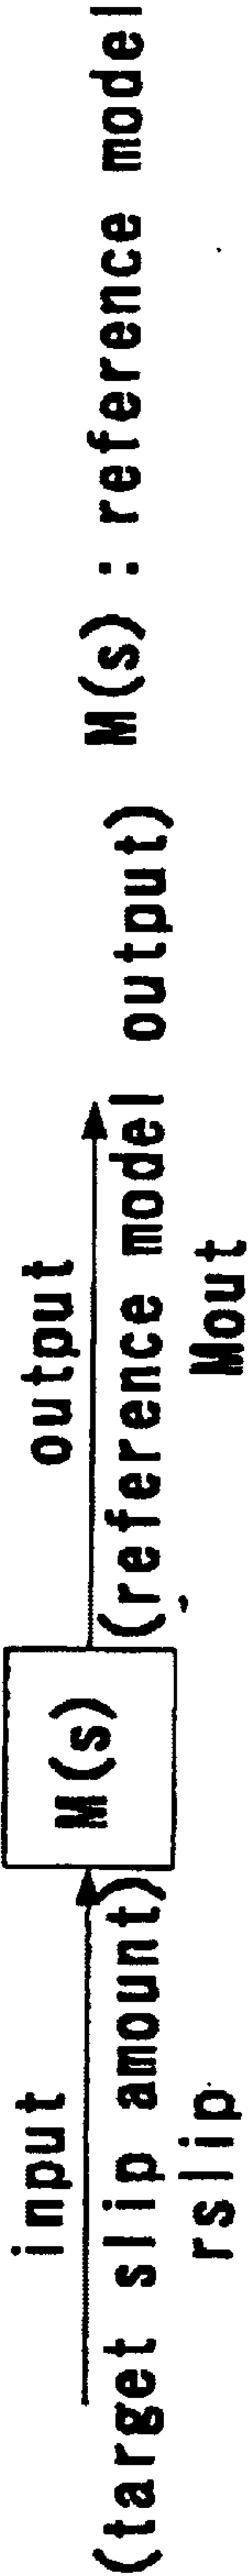 input
(target slip amount)
rslip
M(s)
output
(reference model output)
Mout
M(s) : reference model